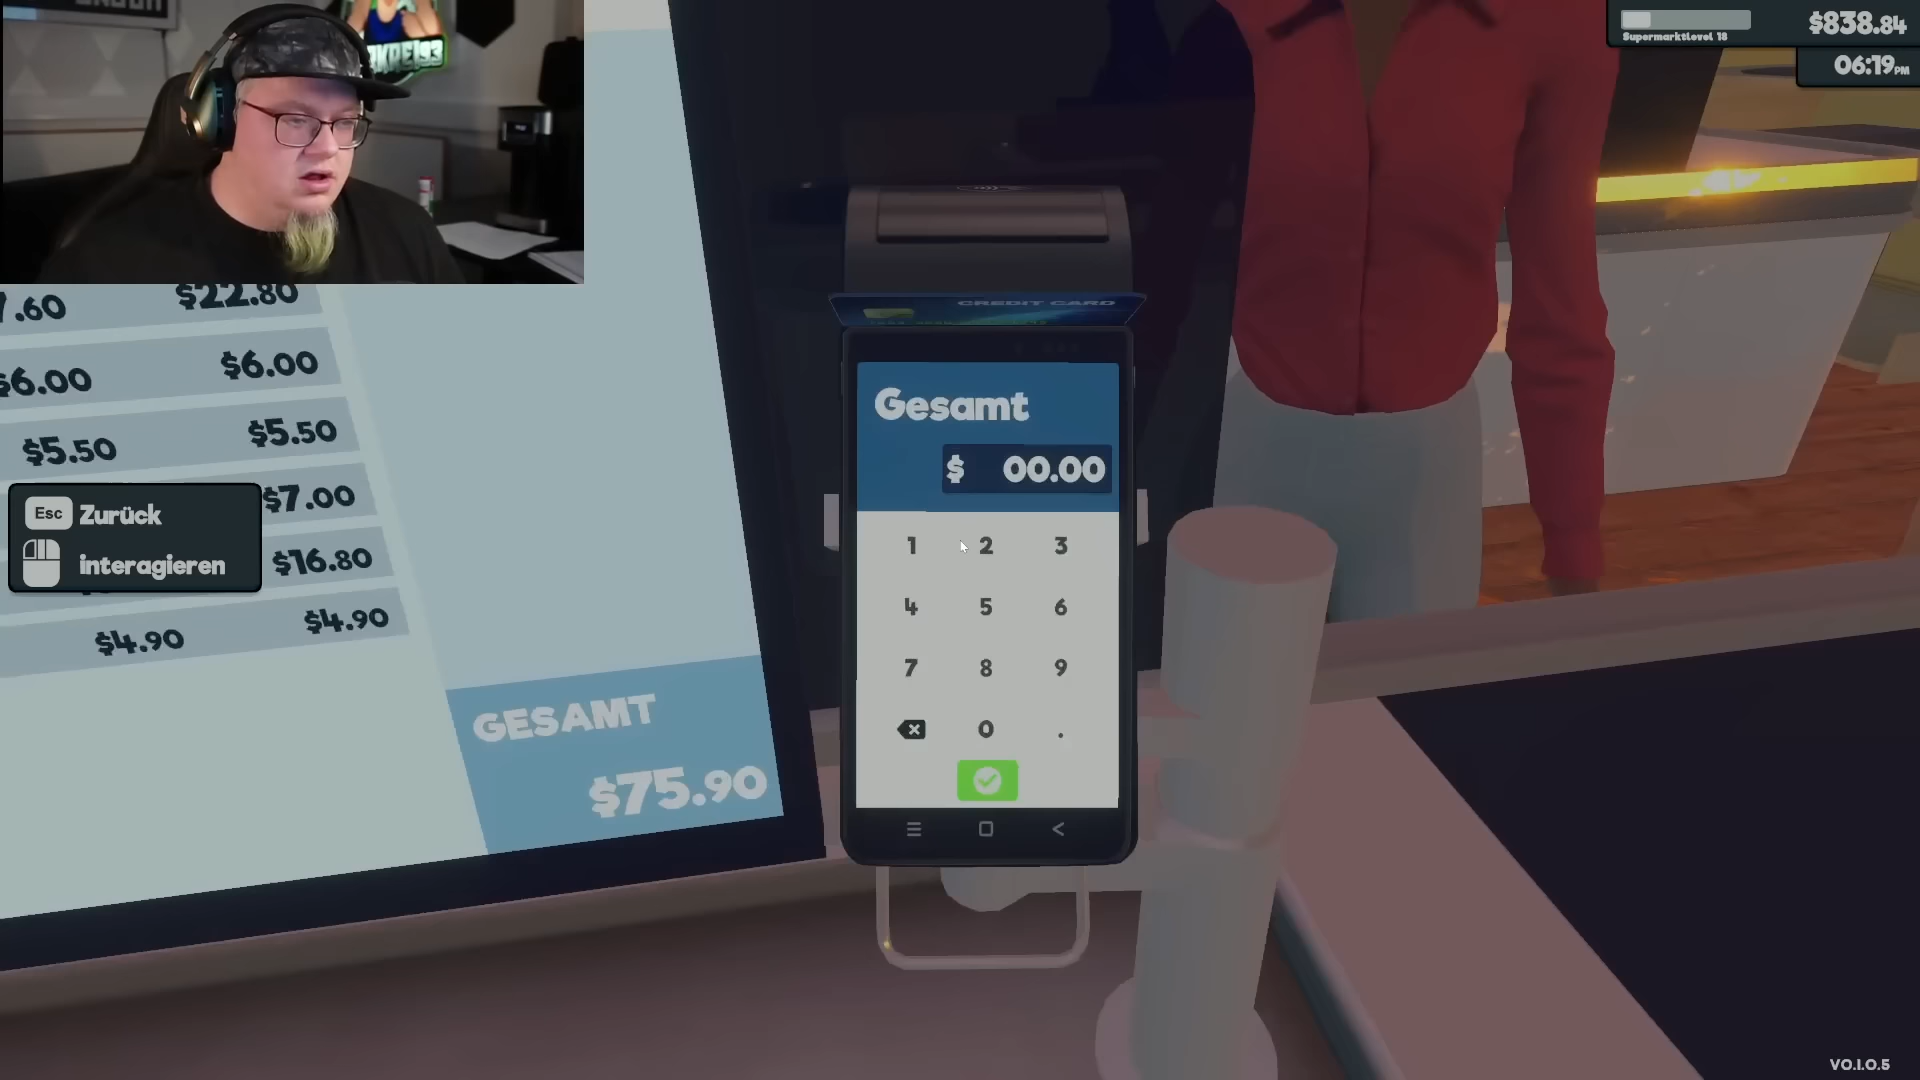 Supermarktlevel 18
$838.84
06:19PM
$22.80
$6.00 $6.00
$5.50 $5.50
$7.00
$16.80
$4.90 $4.90
GESAMT
$75.90
Esc Zurück
interagieren
CREDIT CARD
Gesamt
$ 00.00
1 2 3
4 5 6
7 8 9
0 .
V0.1.0.5